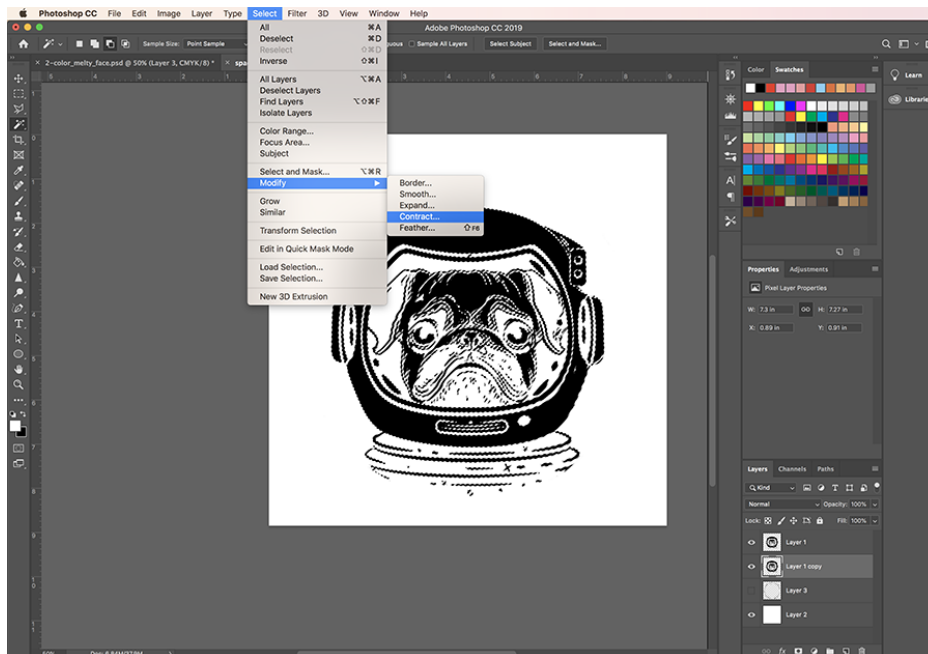 Photoshop CC File Edit Image Layer Type Select Filter 3D View Window Help
Adobe Photoshop CC 2019
Sample Size: Point Sample Sample All Layers Select Subject Select and Mask...
× 2-color_melty_face.psd @ 50% (Layer 3, CMYK/8) * ×
All ⌘A
Deselect ⌘D
Reselect ⇧⌘D
Inverse ⇧⌘I
All Layers ⌥⌘A
Deselect Layers
Find Layers ⌥⇧⌘F
Isolate Layers
Color Range...
Focus Area...
Subject
Select and Mask... ⌥⌘R
Modify
Grow
Similar
Transform Selection
Edit in Quick Mask Mode
Load Selection...
Save Selection...
New 3D Extrusion
Border...
Smooth...
Expand...
Contract...
Feather... ⇧F6
Color Swatches
Learn
Libraries
Properties Adjustments
Pixel Layer Properties
W: 7.3 in H: 7.27 in
X: 0.89 in Y: 0.91 in
Layers Channels Paths
Kind
Normal Opacity: 100%
Lock: Fill: 100%
Layer 1
Layer 1 copy
Layer 3
Layer 2